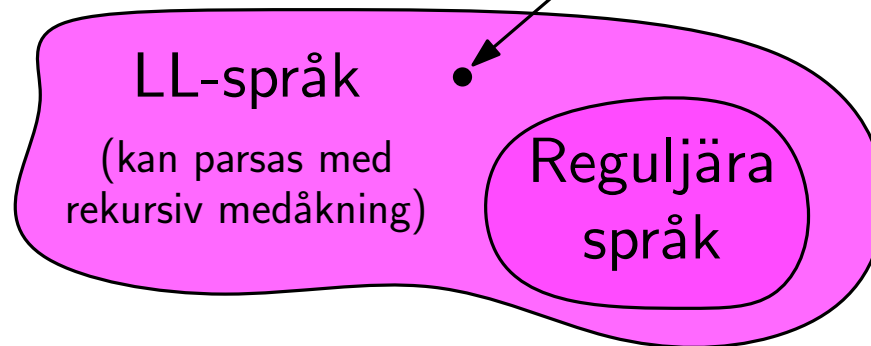 LL-språk
(kan parsas med
rekursiv medåkning)
Reguljära
språk